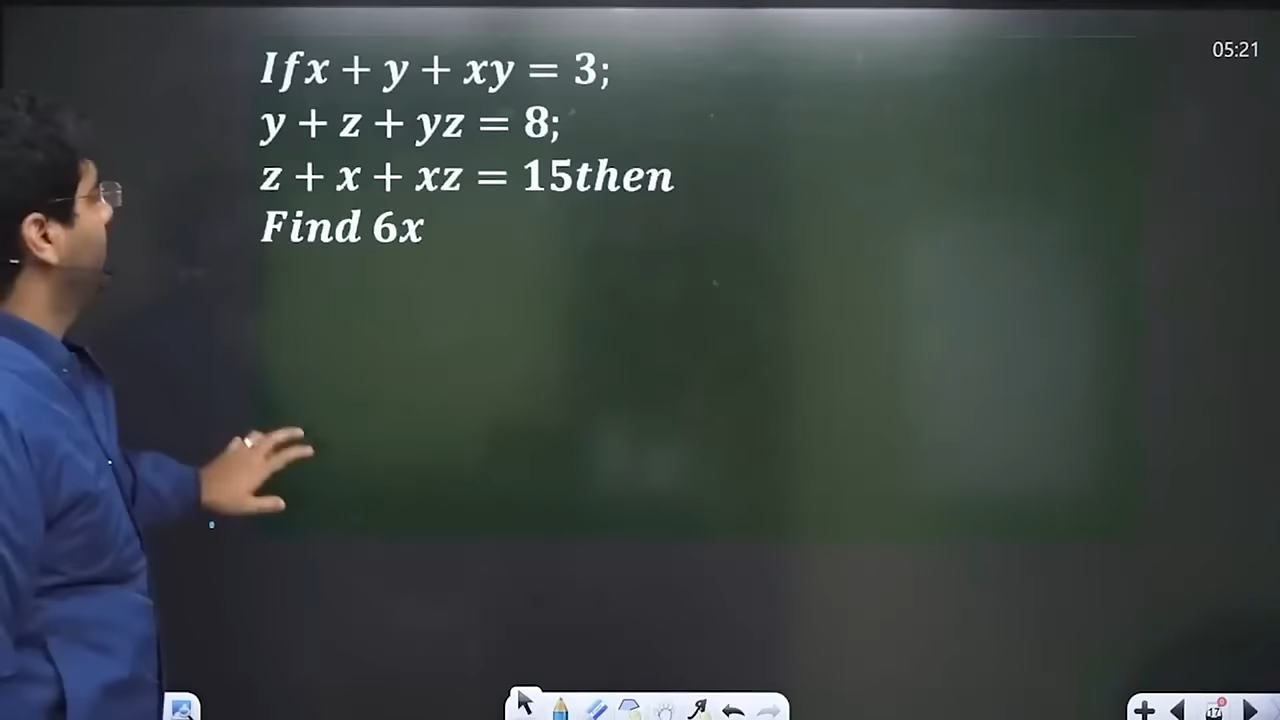 05:21
If x + y + xy = 3;
y + z + yz = 8;
z + x + xz = 15then
Find 6x